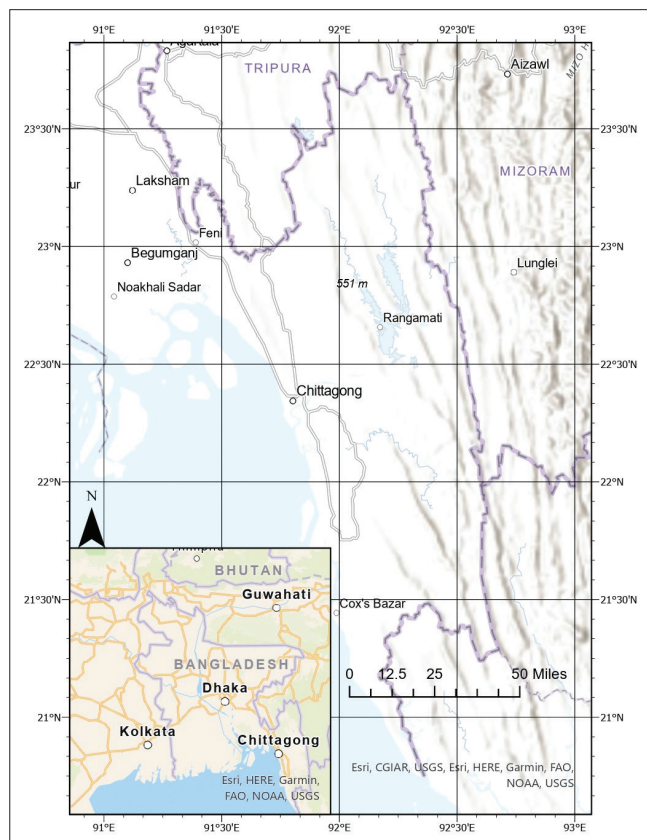 91°E 91°30'E 92°E 92°30'E 93°E
Agartala
TRIPURA
Aizawl
MIZO H
23°30'N 23°30'N
MIZORAM
ur
Laksham
Feni
23°N 23°N
Begumganj
Lunglei
Noakhali Sadar
551 m
Rangamati
22°30'N 22°30'N
Chittagong
22°N 22°N
N
BHUTAN
Guwahati
21°30'N
Cox's Bazar
BANGLADESH
Dhaka
Kolkata
Chittagong
Esri, HERE, Garmin,
FAO, NOAA, USGS
0 12.5 25 50 Miles
21°N 21°N
Esri, CGIAR, USGS, Esri, HERE, Garmin, FAO,
NOAA, USGS
91°E 91°30'E 92°E 92°30'E 93°E